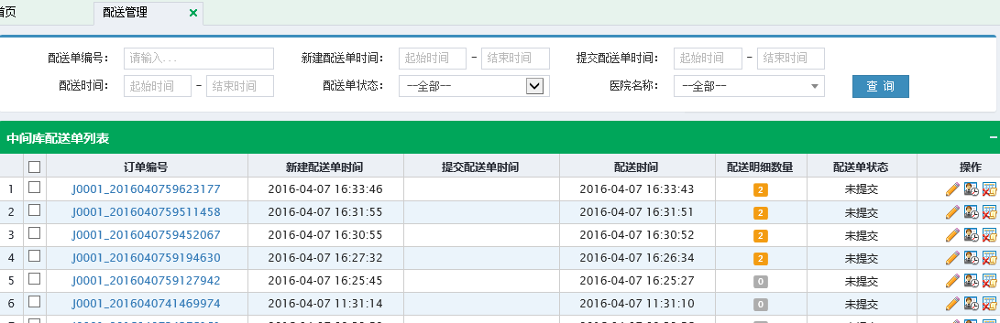 首页 配送管理
配送单编号： 请输入... 新建配送单时间： 起始时间 - 结束时间 提交配送单时间： 起始时间 - 结束时间
配送时间： 起始时间 - 结束时间 配送单状态： --全部-- 医院名称： --全部-- 查 询
中间库配送单列表
订单编号 新建配送单时间 提交配送单时间 配送时间 配送明细数量 配送单状态 操作
1 J0001_2016040759623177 2016-04-07 16:33:46 2016-04-07 16:33:43 2 未提交
2 J0001_2016040759511458 2016-04-07 16:31:55 2016-04-07 16:31:51 2 未提交
3 J0001_2016040759452067 2016-04-07 16:30:55 2016-04-07 16:30:52 2 未提交
4 J0001_2016040759194630 2016-04-07 16:27:32 2016-04-07 16:26:34 2 未提交
5 J0001_2016040759127942 2016-04-07 16:25:45 2016-04-07 16:25:27 0 未提交
6 J0001_2016040741469974 2016-04-07 11:31:14 2016-04-07 11:31:10 0 未提交